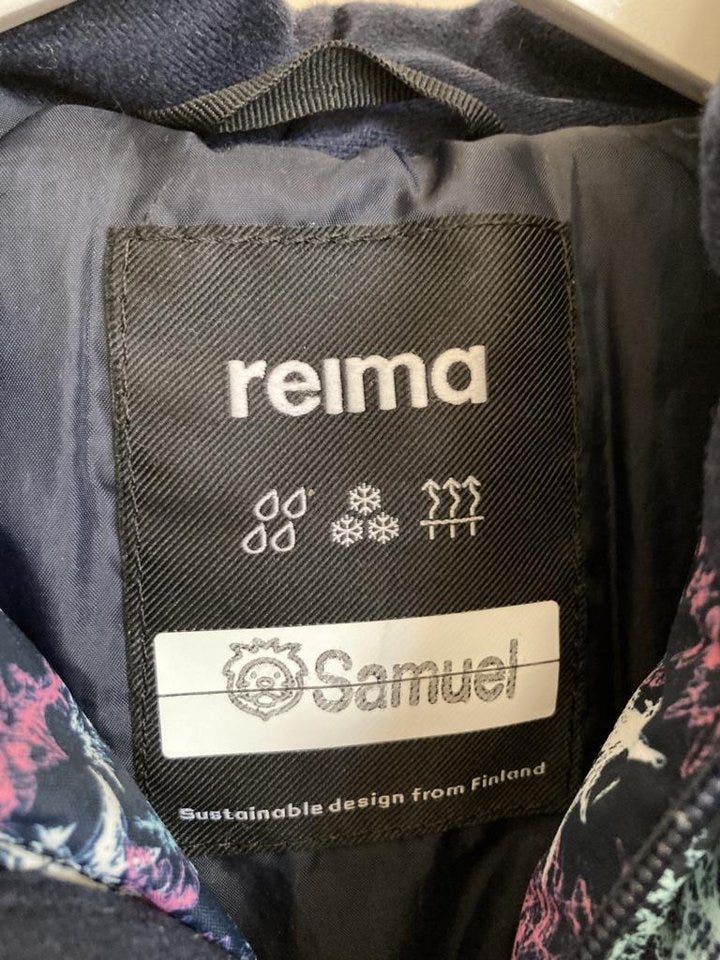 reima
Samuel
Sustainable design from Finland